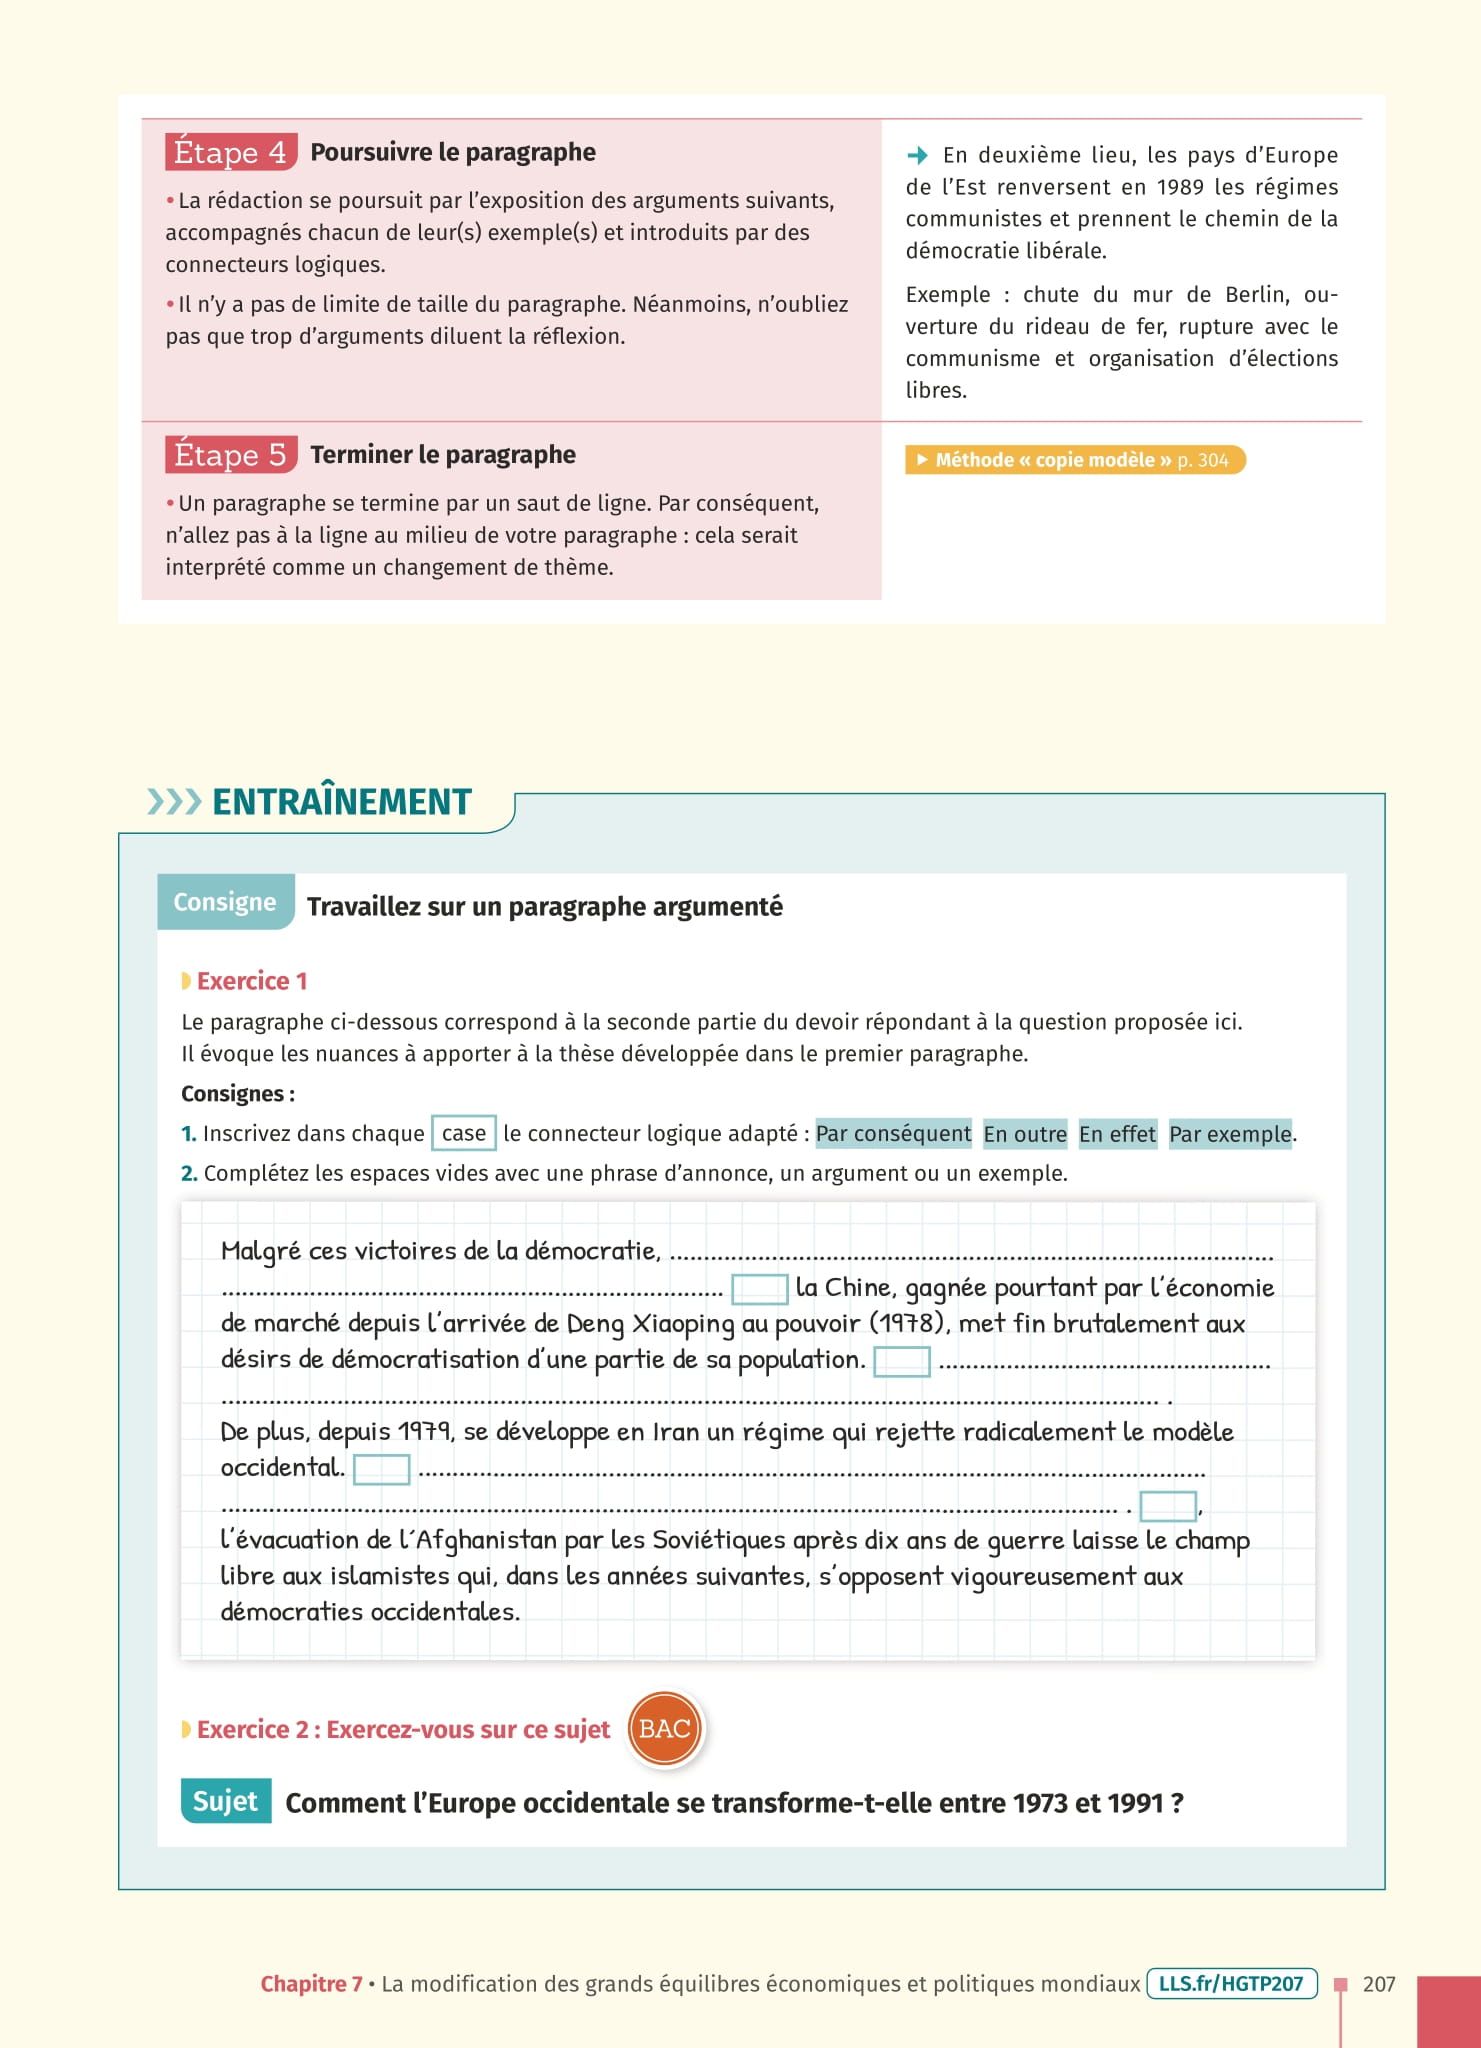 Étape 4 Poursuivre le paragraphe
• La rédaction se poursuit par l’exposition des arguments suivants,
accompagnés chacun de leur(s) exemple(s) et introduits par des
connecteurs logiques.
• Il n’y a pas de limite de taille du paragraphe. Néanmoins, n’oubliez
pas que trop d’arguments diluent la réflexion.
➔ En deuxième lieu, les pays d’Europe
de l’Est renversent en 1989 les régimes
communistes et prennent le chemin de la
démocratie libérale.
Exemple : chute du mur de Berlin, ou-
verture du rideau de fer, rupture avec le
communisme et organisation d’élections
libres.
Étape 5 Terminer le paragraphe
• Un paragraphe se termine par un saut de ligne. Par conséquent,
n’allez pas à la ligne au milieu de votre paragraphe : cela serait
interprété comme un changement de thème.
▶ Méthode « copie modèle » p. 304
ENTRAÎNEMENT
Consigne Travaillez sur un paragraphe argumenté
Exercice 1
Le paragraphe ci-dessous correspond à la seconde partie du devoir répondant à la question proposée ici.
Il évoque les nuances à apporter à la thèse développée dans le premier paragraphe.
Consignes :
1. Inscrivez dans chaque case le connecteur logique adapté : Par conséquent En outre En effet Par exemple.
2. Complétez les espaces vides avec une phrase d’annonce, un argument ou un exemple.
Malgré ces victoires de la démocratie, ..........
.......... la Chine, gagnée pourtant par l’économie
de marché depuis l’arrivée de Deng Xiaoping au pouvoir (1978), met fin brutalement aux
désirs de démocratisation d’une partie de sa population. ..........
.......... .
De plus, depuis 1979, se développe en Iran un régime qui rejette radicalement le modèle
occidental. ..........
.......... . ,
l’évacuation de l´Afghanistan par les Soviétiques après dix ans de guerre laisse le champ
libre aux islamistes qui, dans les années suivantes, s’opposent vigoureusement aux
démocraties occidentales.
Exercice 2 : Exercez-vous sur ce sujet BAC
Sujet Comment l’Europe occidentale se transforme-t-elle entre 1973 et 1991 ?
Chapitre 7 • La modification des grands équilibres économiques et politiques mondiaux LLS.fr/HGTP207 207